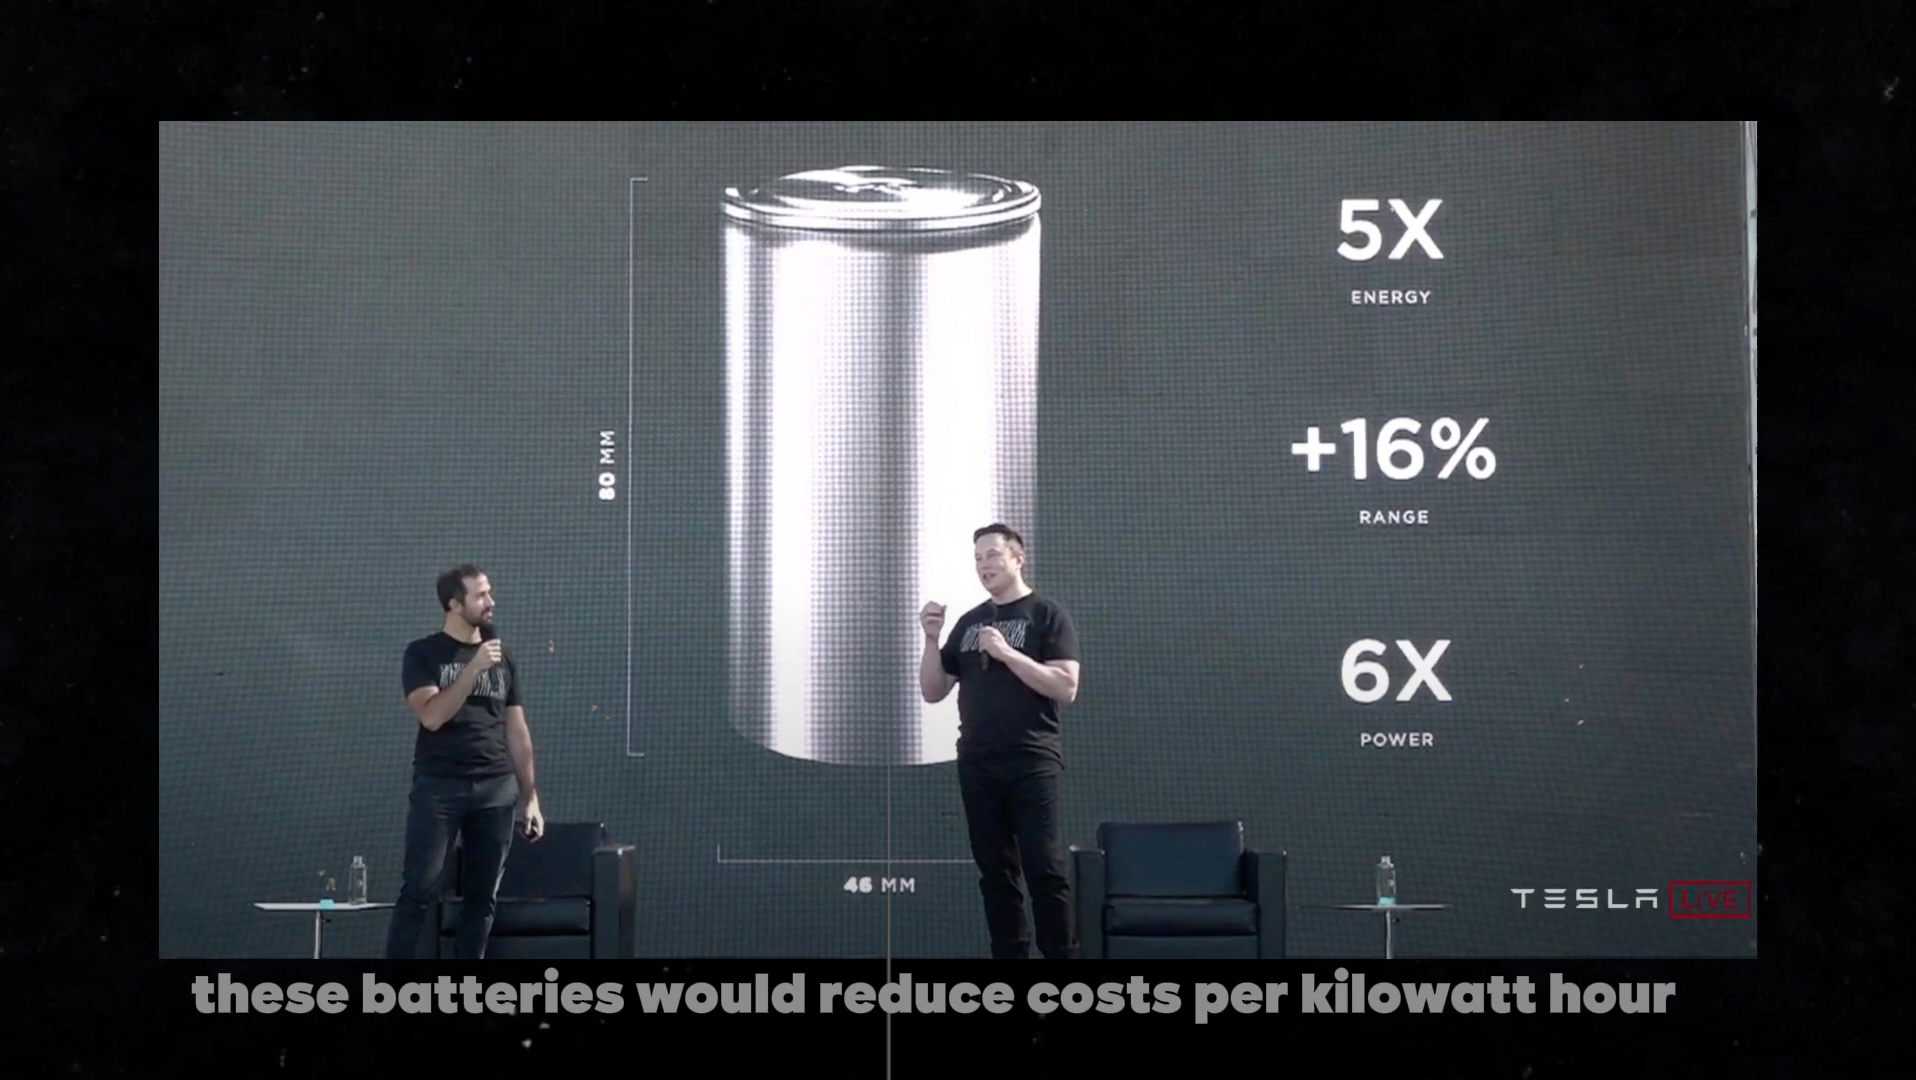 5X
ENERGY
80 MM
+16%
RANGE
6X
POWER
46 MM
TESLA LIVE
these batteries would reduce costs per kilowatt hour